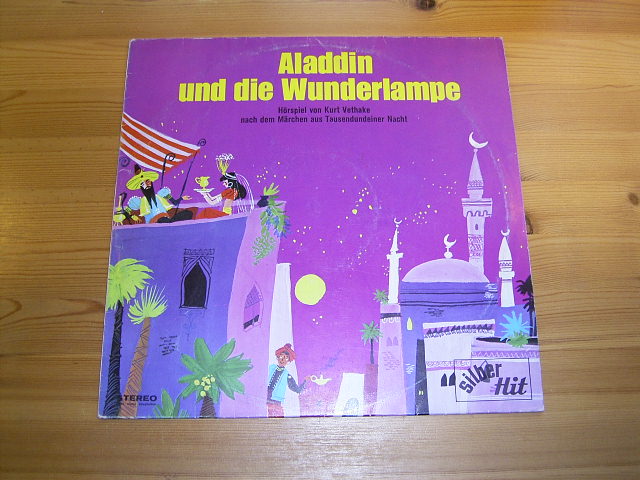 Aladdin
und die Wunderlampe
Hörspiel von Kurt Vethake
nach dem Märchen aus Tausendundeiner Nacht
silber
Hit
STEREO